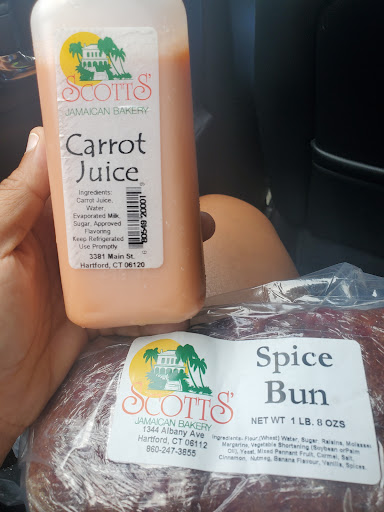 SCOTTS'
JAMAICAN BAKERY
Carrot
Juice
Ingredients:
Carrot Juice,
Water,
Evaporated Milk,
Sugar, Approved
Flavoring
Keep Refrigerated
Use Promptly
3381 Main St.
Hartford, CT 06120
80549 20001
SCOTTS'
JAMAICAN BAKERY
1344 Albany Ave
Hartford, CT 06112
860-247-3855
Spice
Bun
NET WT 1 LB. 8 OZS
Ingredients: Flour,(Wheat) Water, Sugar, Raisins, Molasses
Margarine, Vegetable Shortening (Soybean or Palm
Oil), Yeast, Mixed Pennant Fruit, Carmel, Salt,
Cinnamon, Nutmeg, Banana Flavour, Vanilla, Spices.